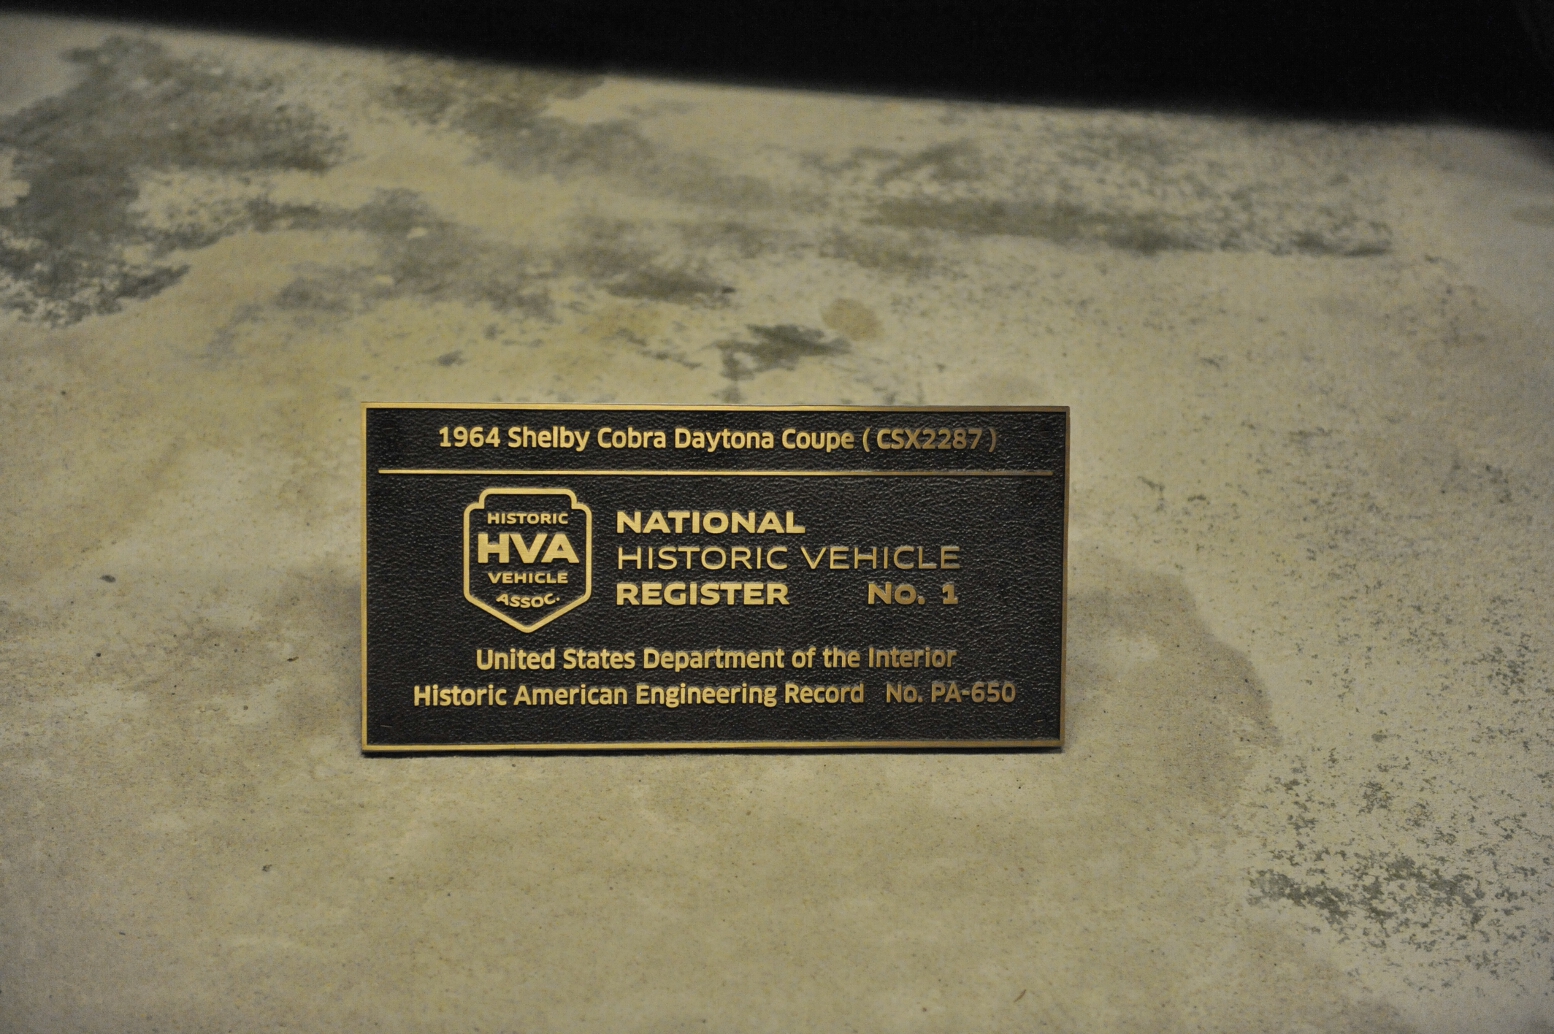 1964 Shelby Cobra Daytona Coupe ( CSX2287 )
HISTORIC
HVA
VEHICLE
ASSOC.
NATIONAL
HISTORIC VEHICLE
REGISTER No. 1
United States Department of the Interior
Historic American Engineering Record No. PA-650